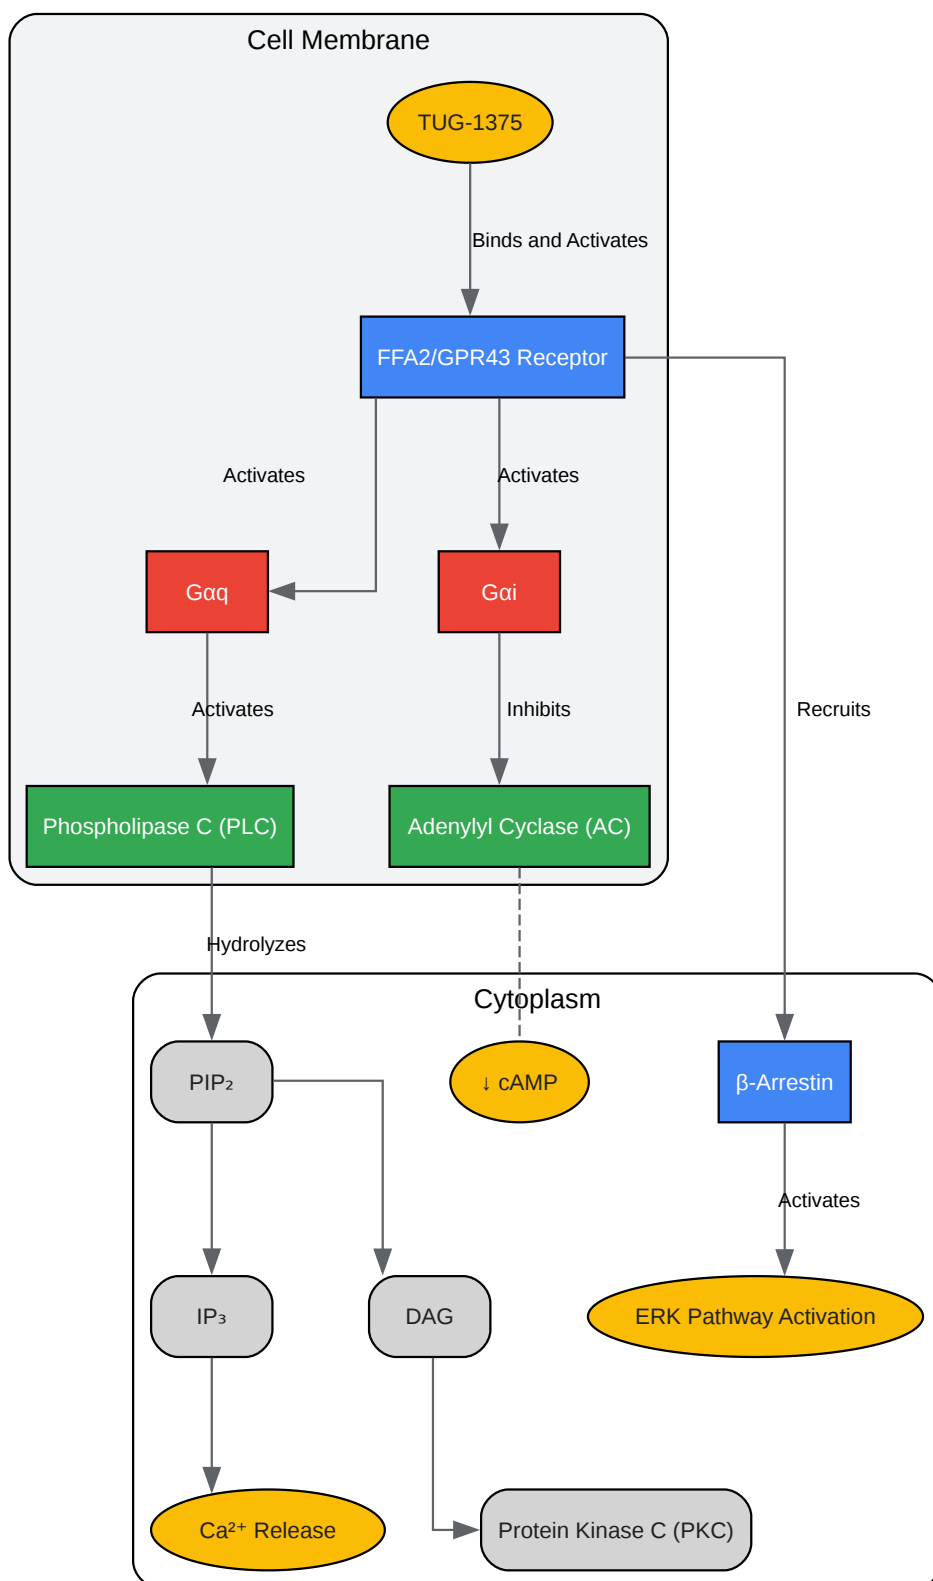 Cell Membrane
TUG-1375
Binds and Activates
FFA2/GPR43 Receptor
Activates
Activates
Gαq
Gαi
Activates
Inhibits
Recruits
Phospholipase C (PLC)
Adenylyl Cyclase (AC)
Hydrolyzes
Cytoplasm
PIP₂
↓ cAMP
β-Arrestin
Activates
IP₃
DAG
ERK Pathway Activation
Ca²⁺ Release
Protein Kinase C (PKC)